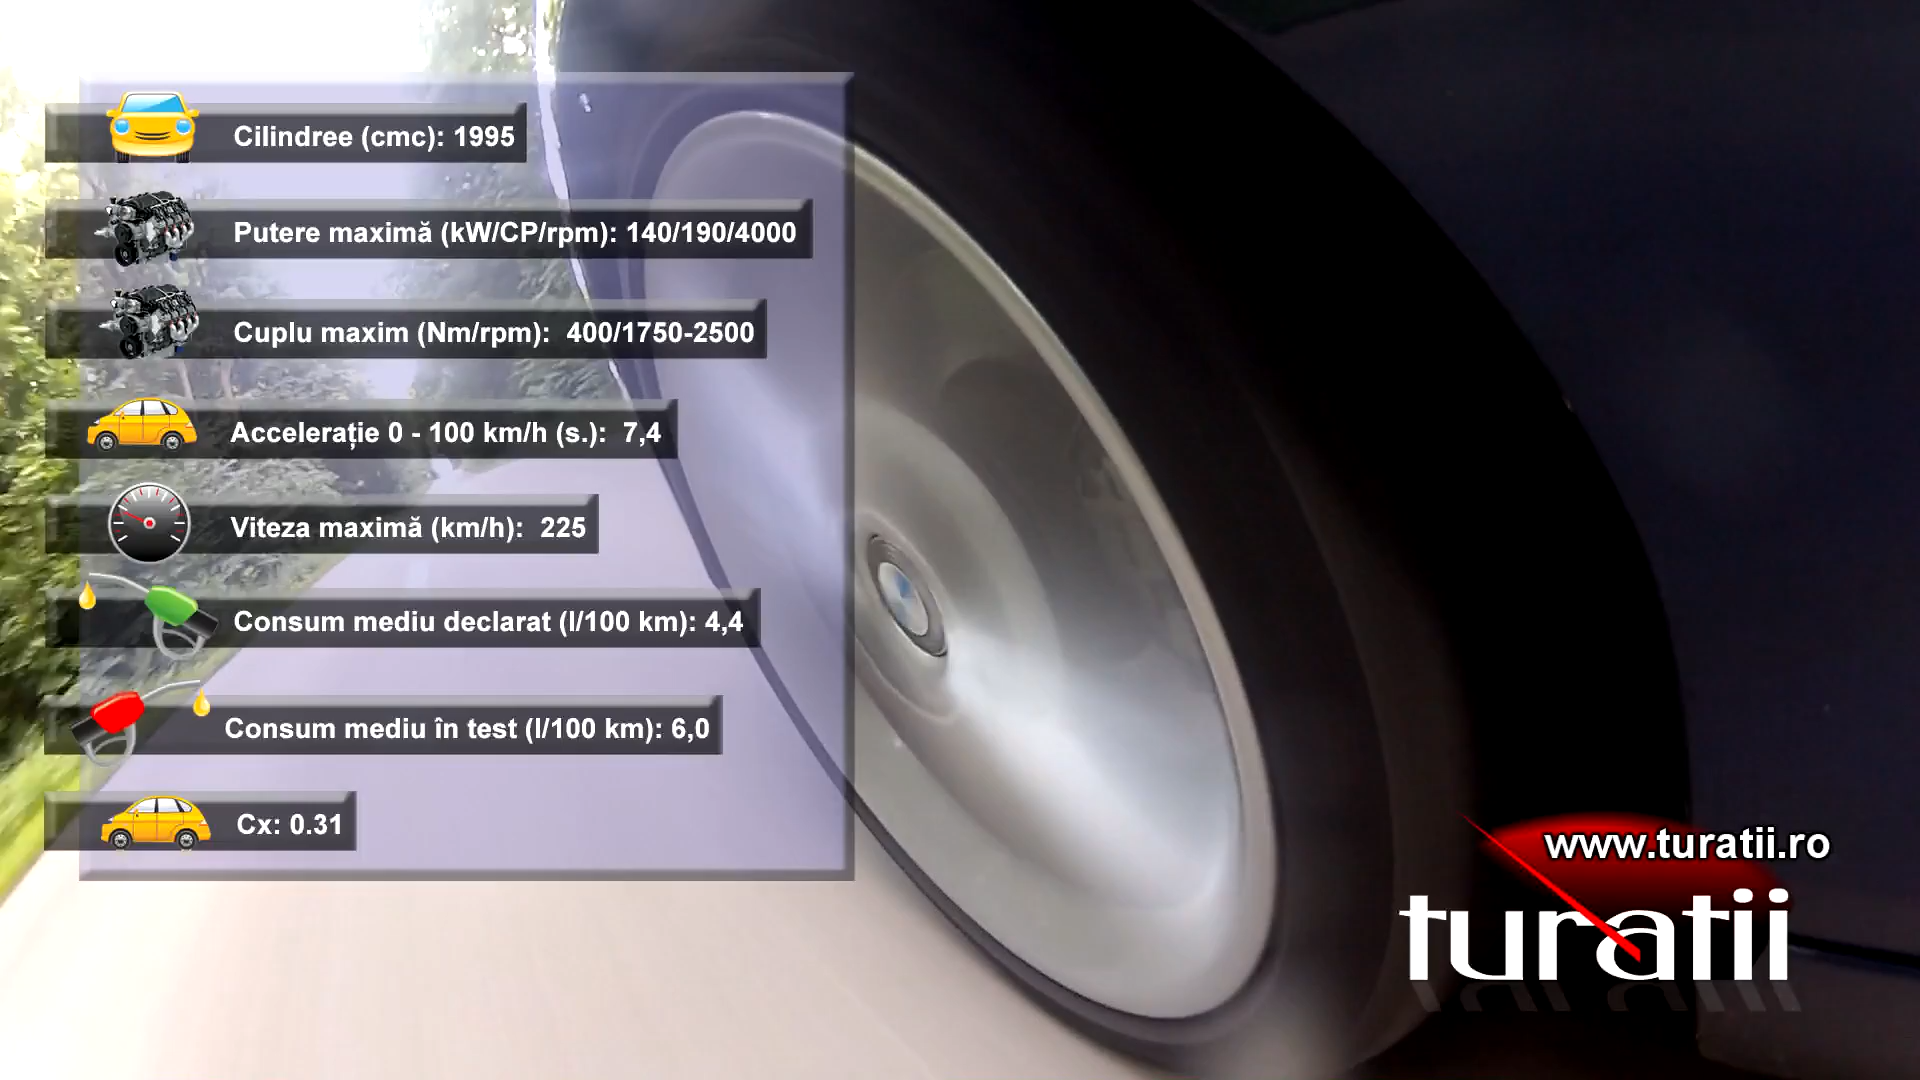 Cilindree (cmc): 1995
Putere maximă (kW/CP/rpm): 140/190/4000
Cuplu maxim (Nm/rpm): 400/1750-2500
Accelerație 0 - 100 km/h (s.): 7,4
Viteza maximă (km/h): 225
Consum mediu declarat (l/100 km): 4,4
Consum mediu în test (l/100 km): 6,0
Cx: 0.31
www.turatii.ro
turatii